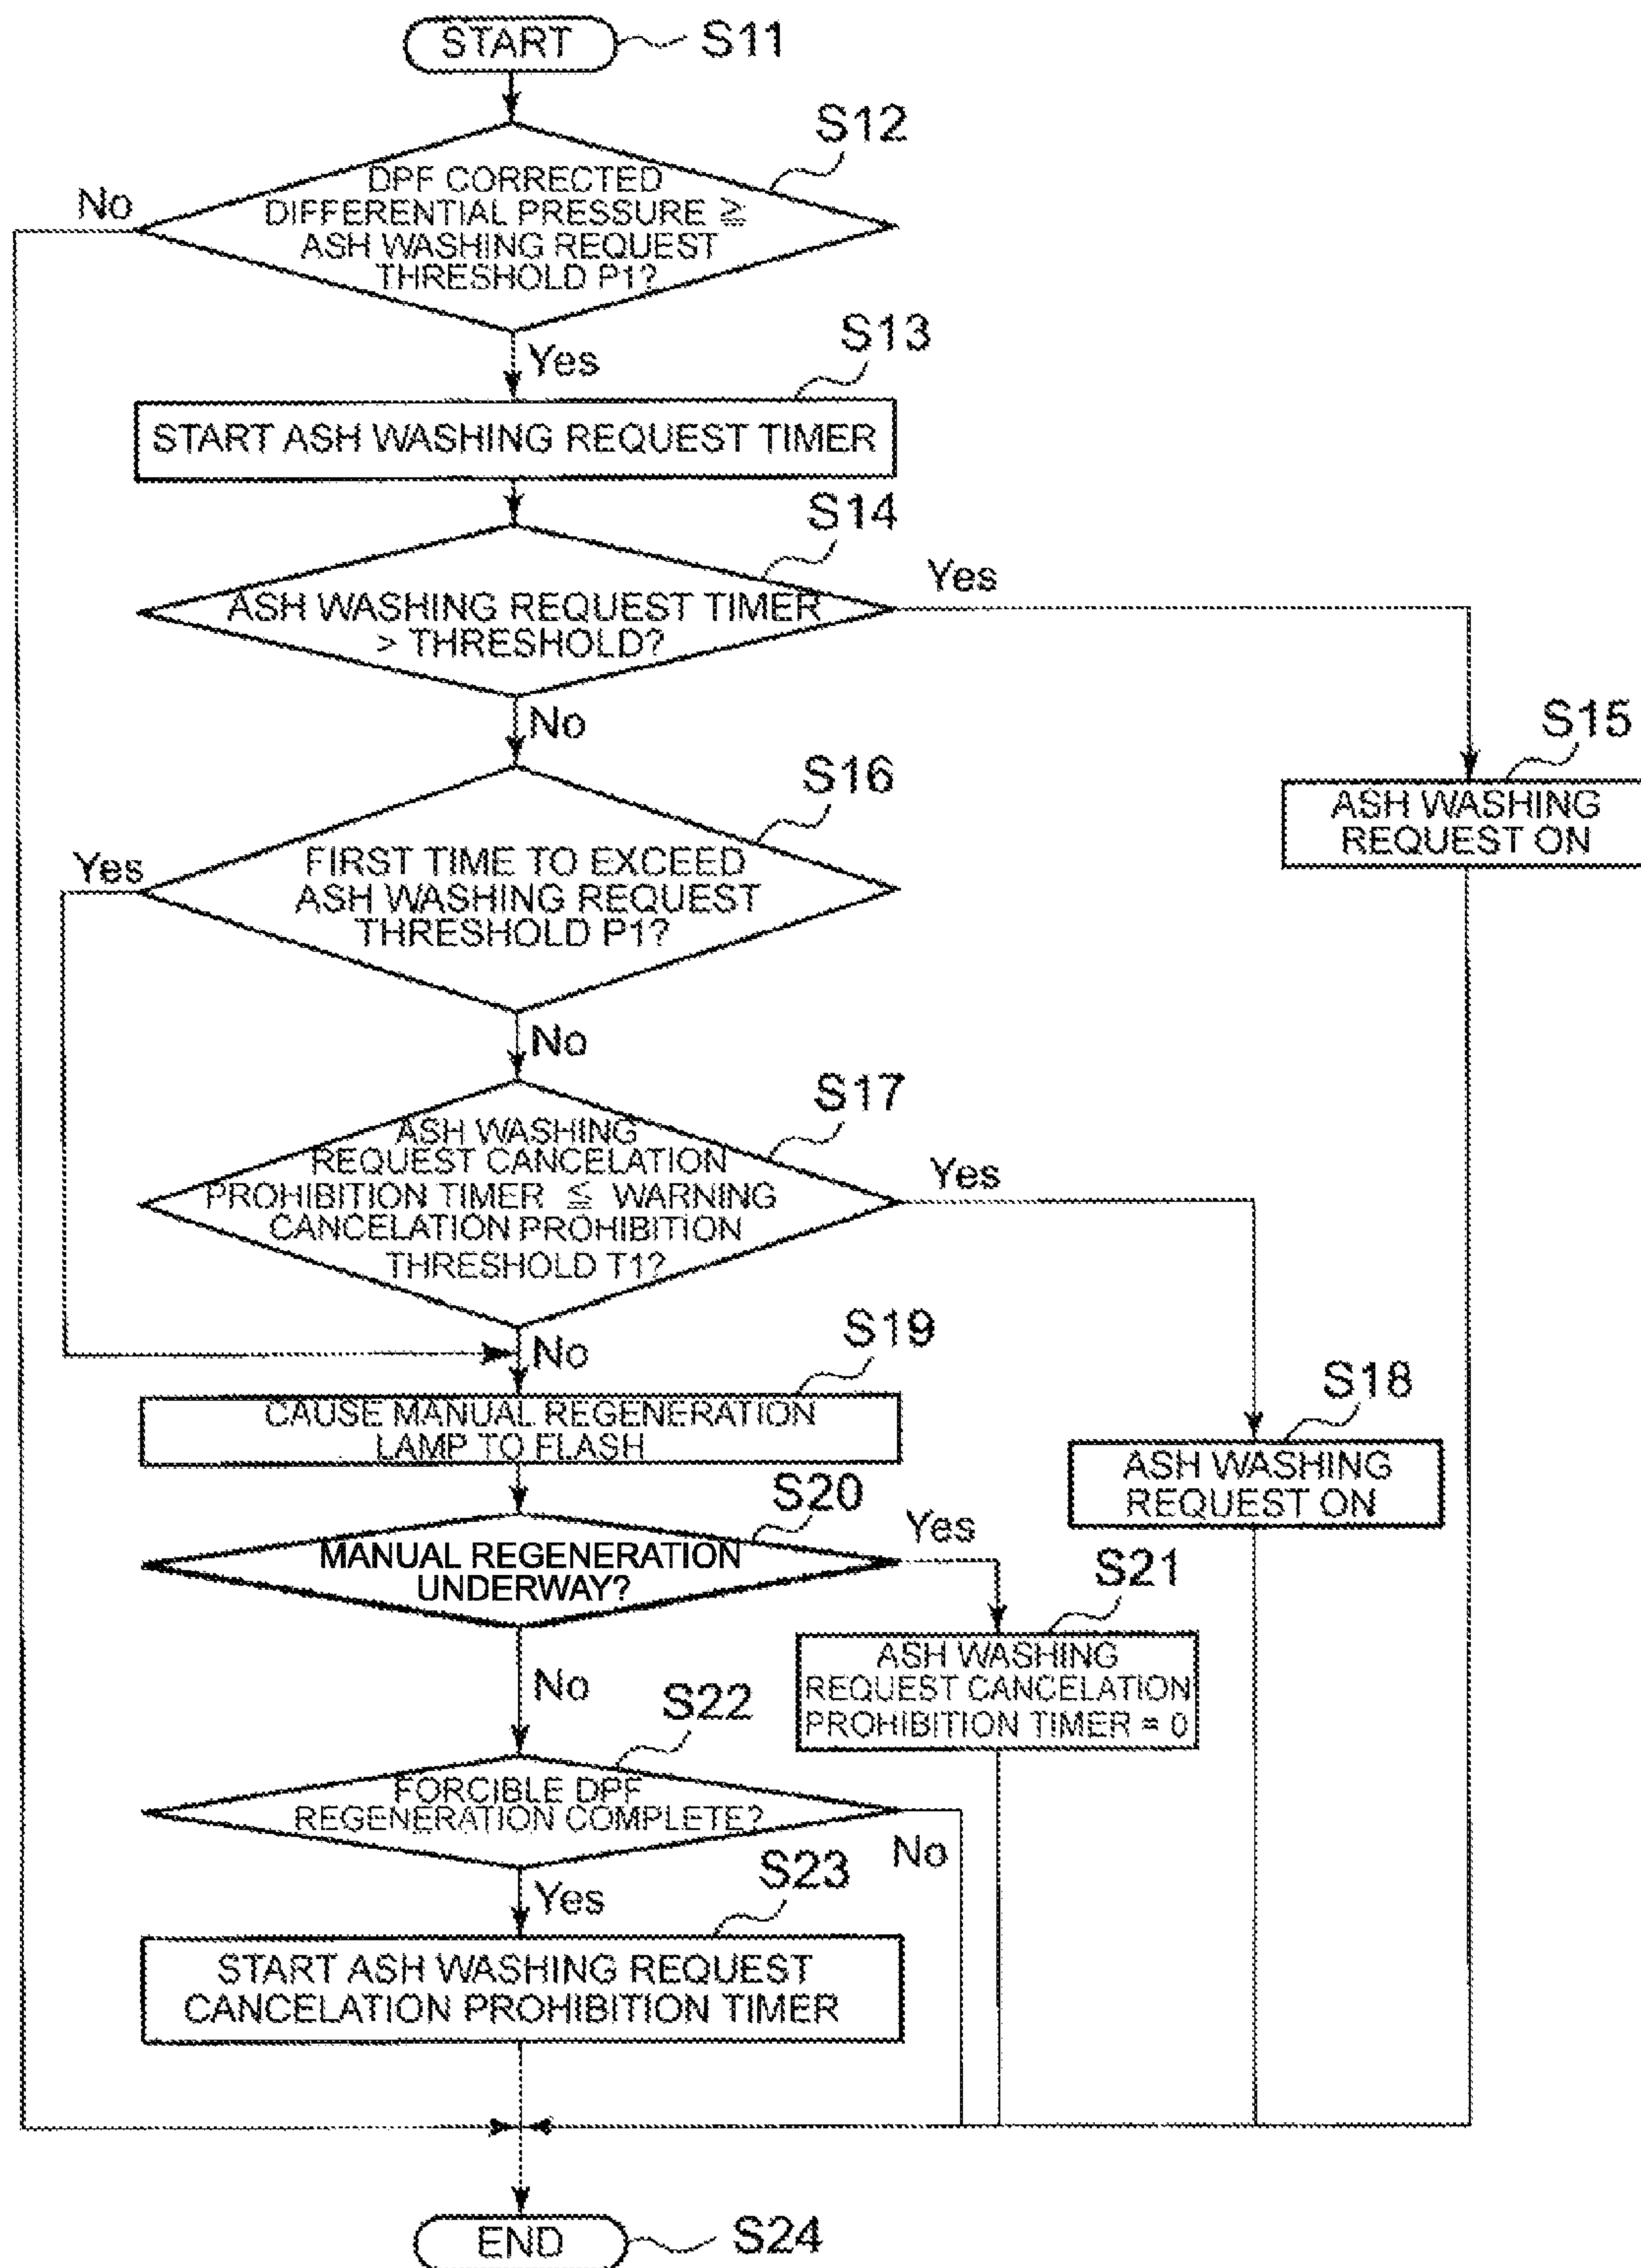 START
S11
S12
DPF CORRECTED
DIFFERENTIAL PRESSURE ≧
ASH WASHING REQUEST
THRESHOLD P1?
No
Yes
S13
START ASH WASHING REQUEST TIMER
S14
ASH WASHING REQUEST TIMER
> THRESHOLD?
Yes
No
S15
ASH WASHING
REQUEST ON
S16
FIRST TIME TO EXCEED
ASH WASHING REQUEST
THRESHOLD P1?
Yes
No
S17
ASH WASHING
REQUEST CANCELATION
PROHIBITION TIMER ≦ WARNING
CANCELATION PROHIBITION
THRESHOLD T1?
Yes
No
S18
ASH WASHING
REQUEST ON
S19
CAUSE MANUAL REGENERATION
LAMP TO FLASH
S20
MANUAL REGENERATION
UNDERWAY?
Yes
No
S21
ASH WASHING
REQUEST CANCELATION
PROHIBITION TIMER = 0
S22
FORCIBLE DPF
REGENERATION COMPLETE?
No
Yes
S23
START ASH WASHING REQUEST
CANCELATION PROHIBITION TIMER
END
S24